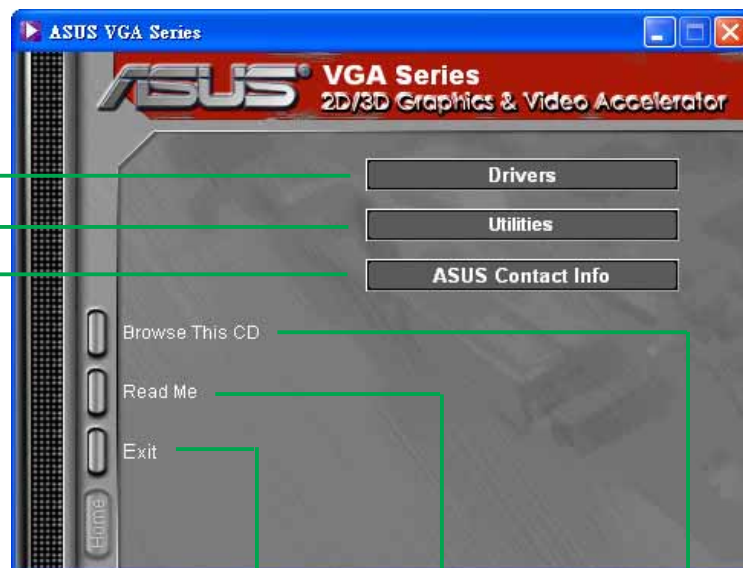 ASUS VGA Series
ASUS® VGA Series
2D/3D Graphics & Video Accelerator
Drivers
Utilities
ASUS Contact Info
Browse This CD
Read Me
Exit
Home